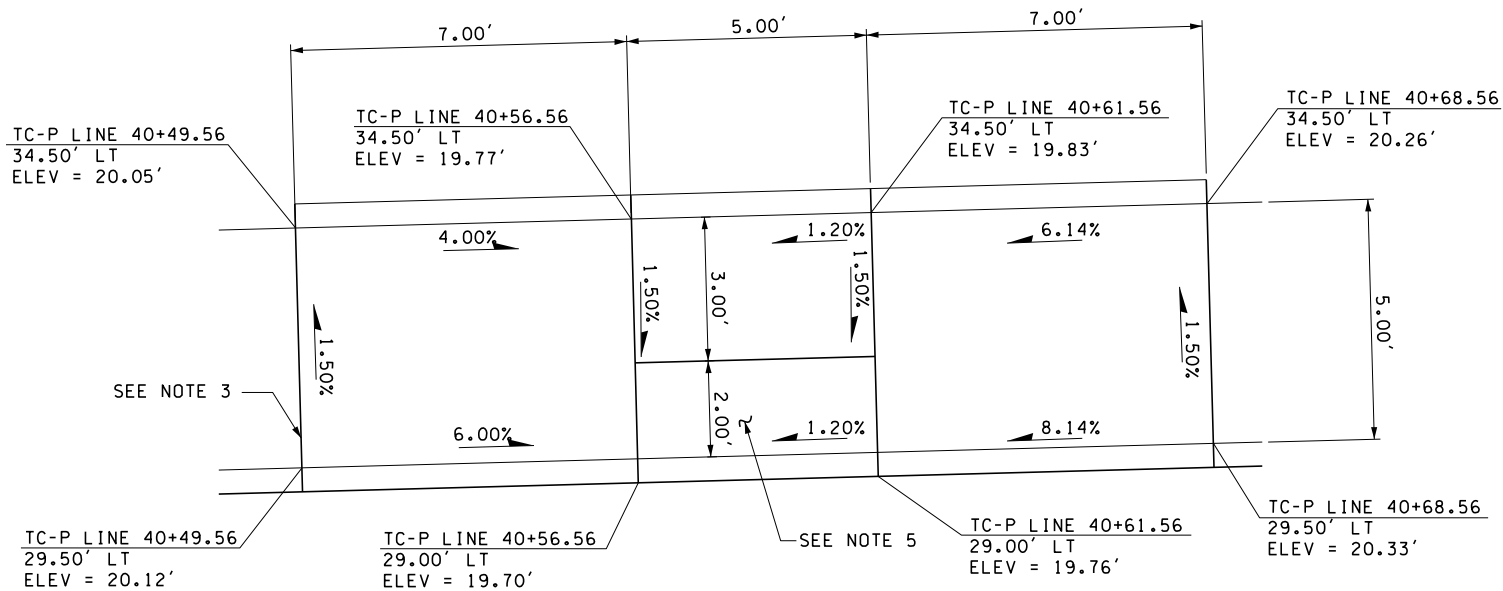 7.00′
5.00′
7.00′
TC-P LINE 40+49.56
34.50′ LT
ELEV = 20.05′
TC-P LINE 40+56.56
34.50′ LT
ELEV = 19.77′
TC-P LINE 40+61.56
34.50′ LT
ELEV = 19.83′
TC-P LINE 40+68.56
34.50′ LT
ELEV = 20.26′
4.00%
1.20%
6.14%
1.50%
3.00′
1.50%
1.50%
1.50%
5.00′
SEE NOTE 3
2.00′
6.00%
1.20%
8.14%
TC-P LINE 40+49.56
29.50′ LT
ELEV = 20.12′
TC-P LINE 40+56.56
29.00′ LT
ELEV = 19.70′
SEE NOTE 5
TC-P LINE 40+61.56
29.00′ LT
ELEV = 19.76′
TC-P LINE 40+68.56
29.50′ LT
ELEV = 20.33′